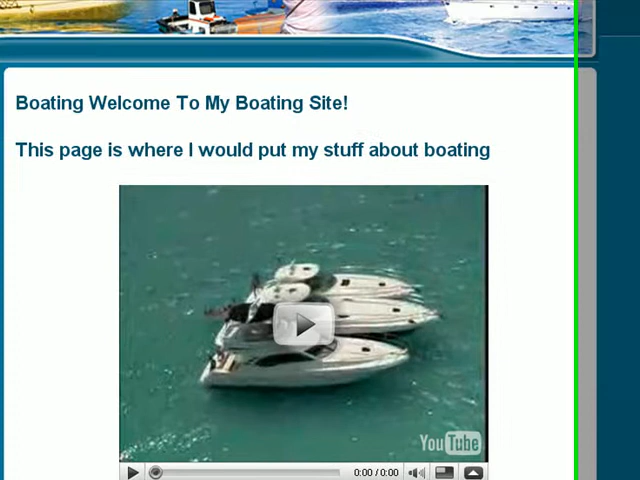 Boating Welcome To My Boating Site!
This page is where I would put my stuff about boating
YouTube
0:00 / 0:00